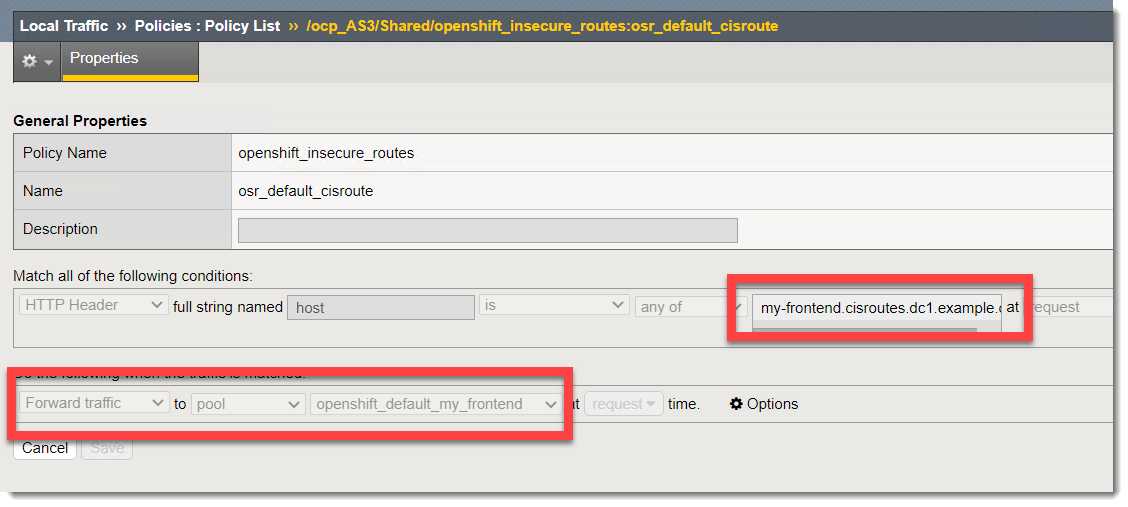 Local Traffic ›› Policies : Policy List ›› /ocp_AS3/Shared/openshift_insecure_routes:osr_default_cisroute
Properties
General Properties
Policy Name openshift_insecure_routes
Name osr_default_cisroute
Description
Match all of the following conditions:
HTTP Header full string named host is any of my-frontend.cisroutes.dc1.example. at request
Do the following when the traffic is matched:
Forward traffic to pool openshift_default_my_frontend at request time. Options
Cancel Save